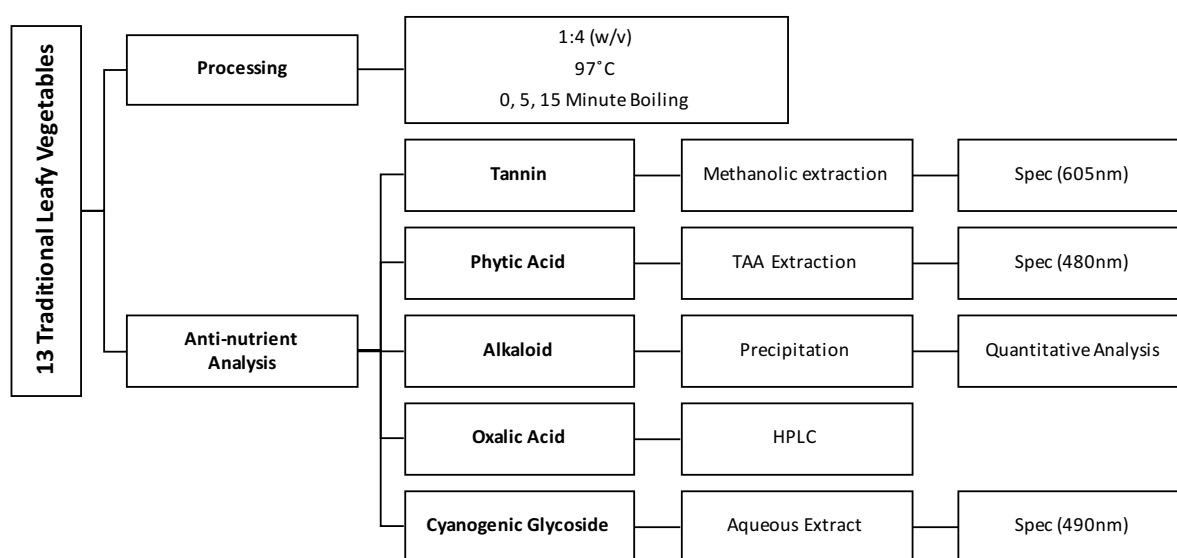 13 Traditional Leafy Vegetables
Processing
1:4 (w/v)
97˚C
0, 5, 15 Minute Boiling
Anti-nutrient
Analysis
Tannin
Methanolic extraction
Spec (605nm)
Phytic Acid
TAA Extraction
Spec (480nm)
Alkaloid
Precipitation
Quantitative Analysis
Oxalic Acid
HPLC
Cyanogenic Glycoside
Aqueous Extract
Spec (490nm)